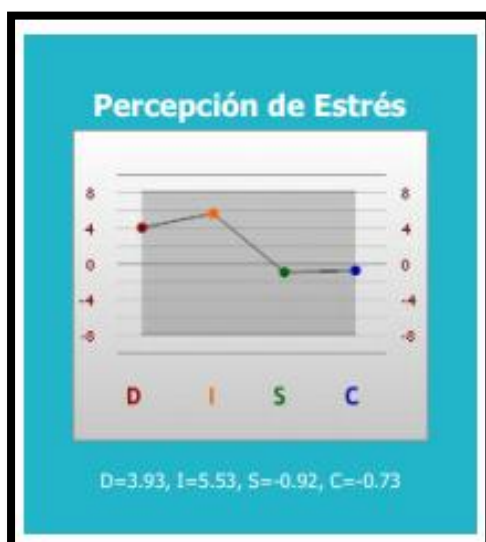 Percepción de Estrés
8 8
4 4
0 0
-4 -4
-8 -8
D I S C
D=3.93, I=5.53, S=-0.92, C=-0.73